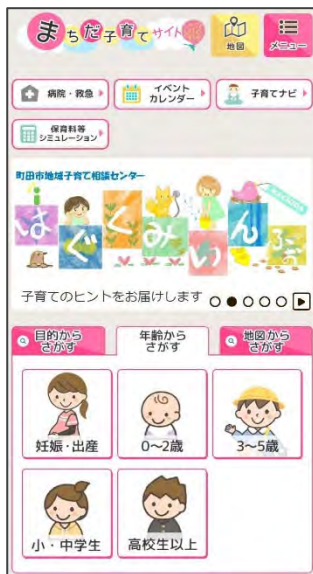 まちだ子育てサイト
地図
メニュー
病院・救急
イベント
カレンダー
子育てナビ
保育料等
シミュレーション
町田市地域子育て相談センター
はぐくみいんふぉ
子育てのヒントをお届けします
目的から
さがす
年齢から
さがす
地図から
さがす
妊娠・出産
0~2歳
3~5歳
小・中学生
高校生以上